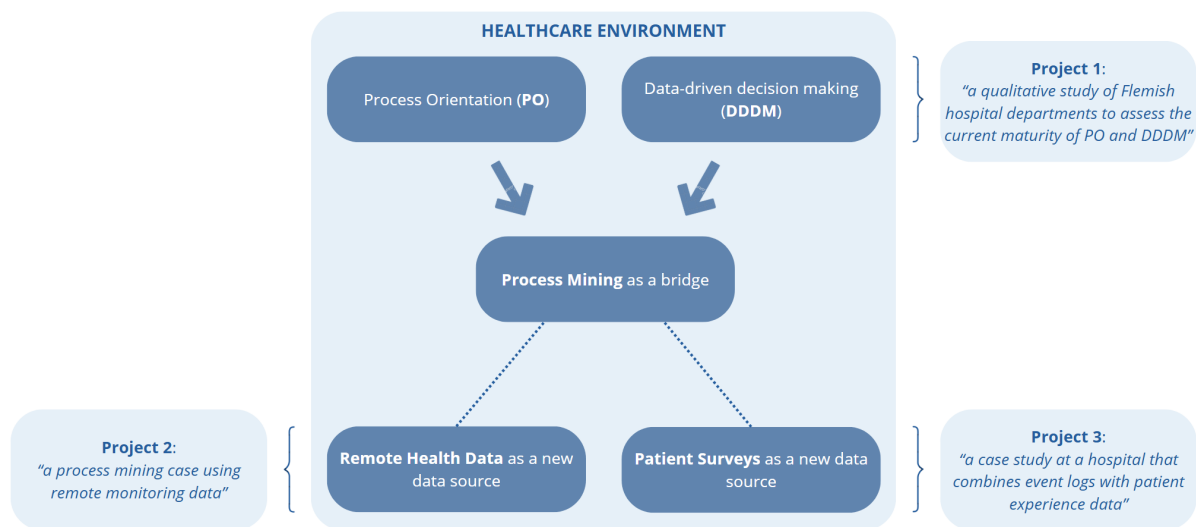 HEALTHCARE ENVIRONMENT
Process Orientation (PO)
Data-driven decision making
(DDDM)
Project 1:
“a qualitative study of Flemish
hospital departments to assess the
current maturity of PO and DDDM”
Process Mining as a bridge
Project 2:
“a process mining case using
remote monitoring data”
Remote Health Data as a new
data source
Patient Surveys as a new data
source
Project 3:
“a case study at a hospital that
combines event logs with patient
experience data”